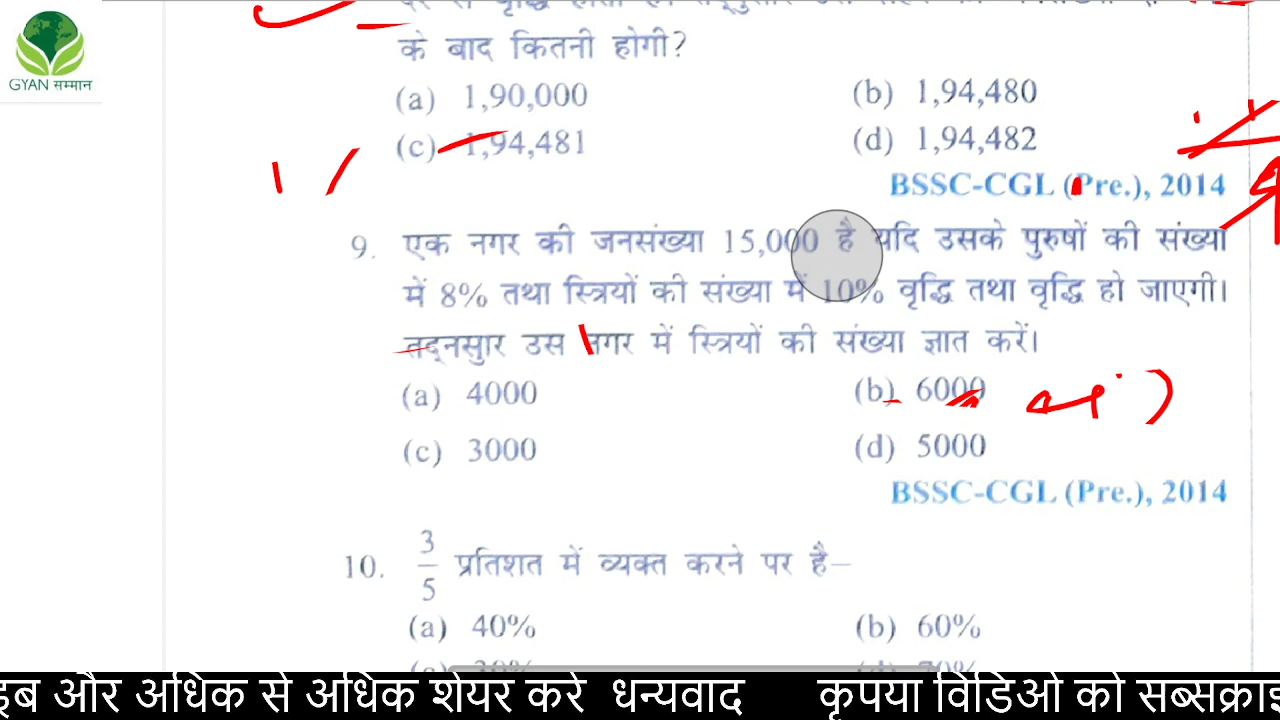 GYAN सम्मान
के बाद कितनी होगी?
(a) 1,90,000 (b) 1,94,480
(c) 1,94,481 (d) 1,94,482
BSSC-CGL (Pre.), 2014
9. एक नगर की जनसंख्या 15,000 है यदि उसके पुरुषों की संख्या
में 8% तथा स्त्रियों की संख्या में 10% वृद्धि तथा वृद्धि हो जाएगी।
तद्नसुार उस नगर में स्त्रियों की संख्या ज्ञात करें।
(a) 4000 (b) 6000
(c) 3000 (d) 5000
BSSC-CGL (Pre.), 2014
10. 3/5 प्रतिशत में व्यक्त करने पर है–
(a) 40% (b) 60%
और अधिक से अधिक शेयर करे धन्यवाद कृपया विडिओ को सब्सक्राइ